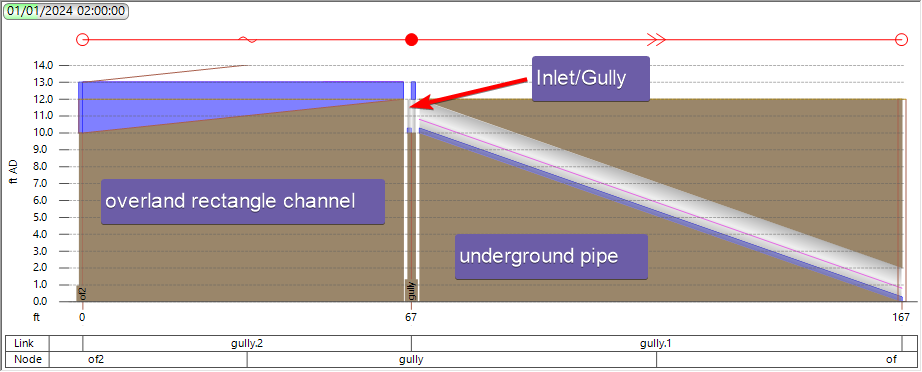 01/01/2024 02:00:00
Inlet/Gully
14.0
13.0
12.0
11.0
10.0
9.0
8.0
7.0
6.0
5.0
4.0
3.0
2.0
1.0
0.0
ft AD
overland rectangle channel
underground pipe
of2
gully
ft 0 67 167
Link gully.2 gully.1
Node of2 gully of